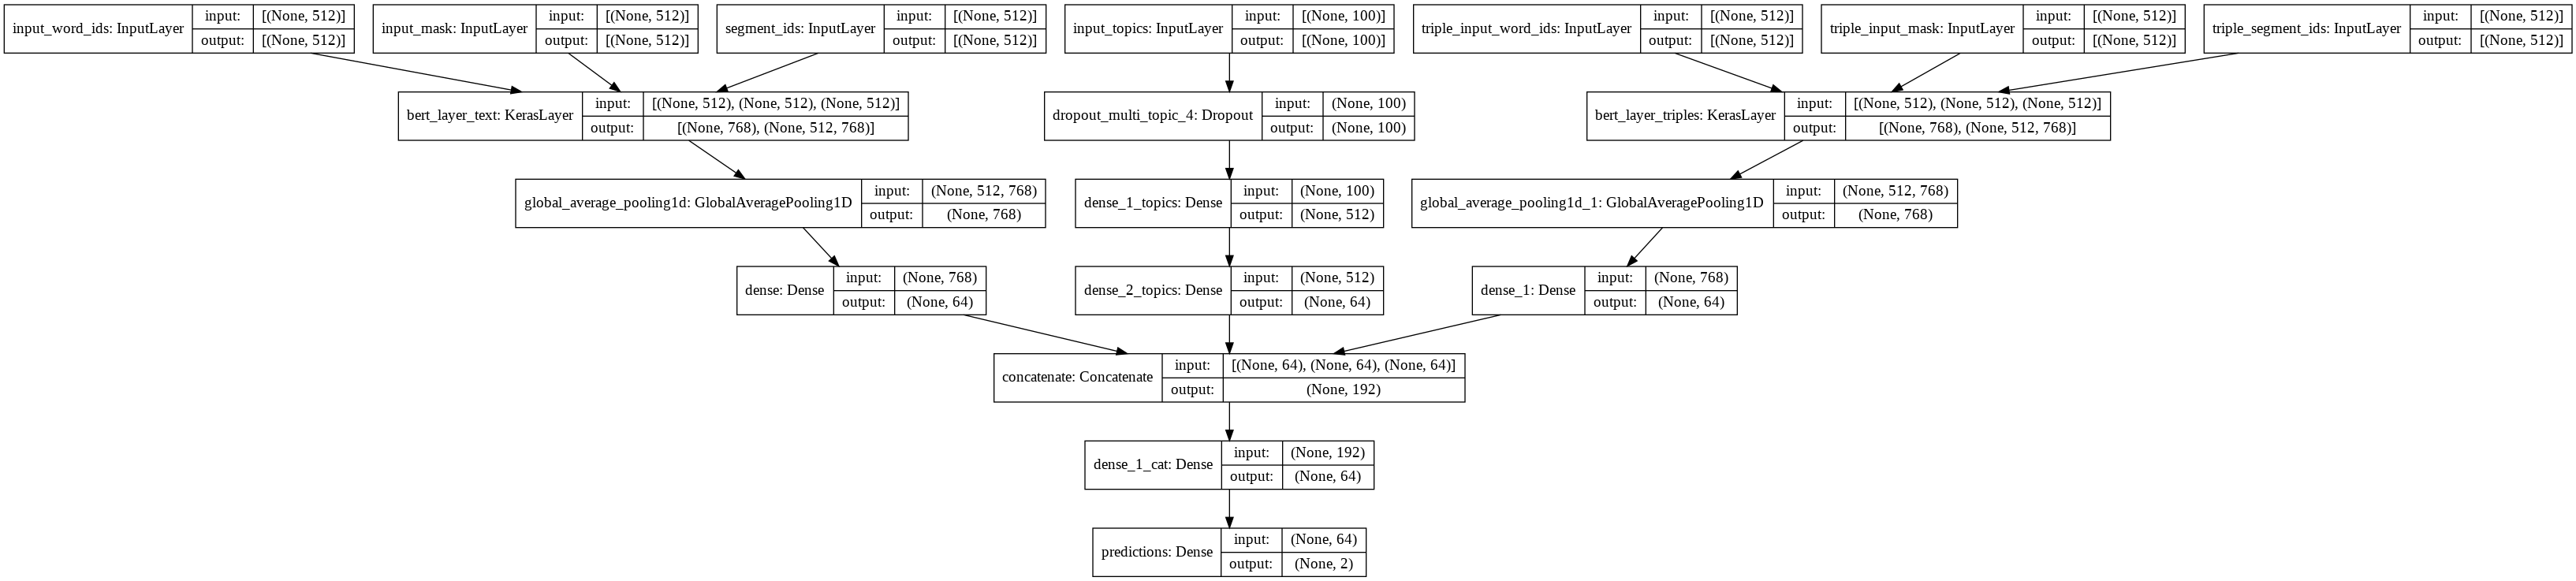 input_word_ids: InputLayer input: [(None, 512)] output: [(None, 512)]
input_mask: InputLayer input: [(None, 512)] output: [(None, 512)]
segment_ids: InputLayer input: [(None, 512)] output: [(None, 512)]
input_topics: InputLayer input: [(None, 100)] output: [(None, 100)]
triple_input_word_ids: InputLayer input: [(None, 512)] output: [(None, 512)]
triple_input_mask: InputLayer input: [(None, 512)] output: [(None, 512)]
triple_segment_ids: InputLayer input: [(None, 512)] output: [(None, 512)]
bert_layer_text: KerasLayer input: [(None, 512), (None, 512), (None, 512)] output: [(None, 768), (None, 512, 768)]
dropout_multi_topic_4: Dropout input: (None, 100) output: (None, 100)
bert_layer_triples: KerasLayer input: [(None, 512), (None, 512), (None, 512)] output: [(None, 768), (None, 512, 768)]
global_average_pooling1d: GlobalAveragePooling1D input: (None, 512, 768) output: (None, 768)
dense_1_topics: Dense input: (None, 100) output: (None, 512)
global_average_pooling1d_1: GlobalAveragePooling1D input: (None, 512, 768) output: (None, 768)
dense: Dense input: (None, 768) output: (None, 64)
dense_2_topics: Dense input: (None, 512) output: (None, 64)
dense_1: Dense input: (None, 768) output: (None, 64)
concatenate: Concatenate input: [(None, 64), (None, 64), (None, 64)] output: (None, 192)
dense_1_cat: Dense input: (None, 192) output: (None, 64)
predictions: Dense input: (None, 64) output: (None, 2)